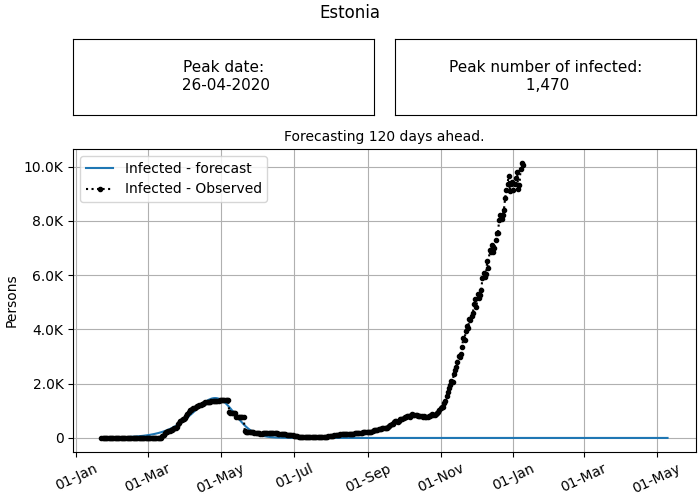 Estonia
Peak date:
26-04-2020
Peak number of infected:
1,470
Forecasting 120 days ahead.
Infected - forecast
Infected - Observed
10.0K
8.0K
6.0K
4.0K
2.0K
0
Persons
01-Jan
01-Mar
01-May
01-Jul
01-Sep
01-Nov
01-Jan
01-Mar
01-May